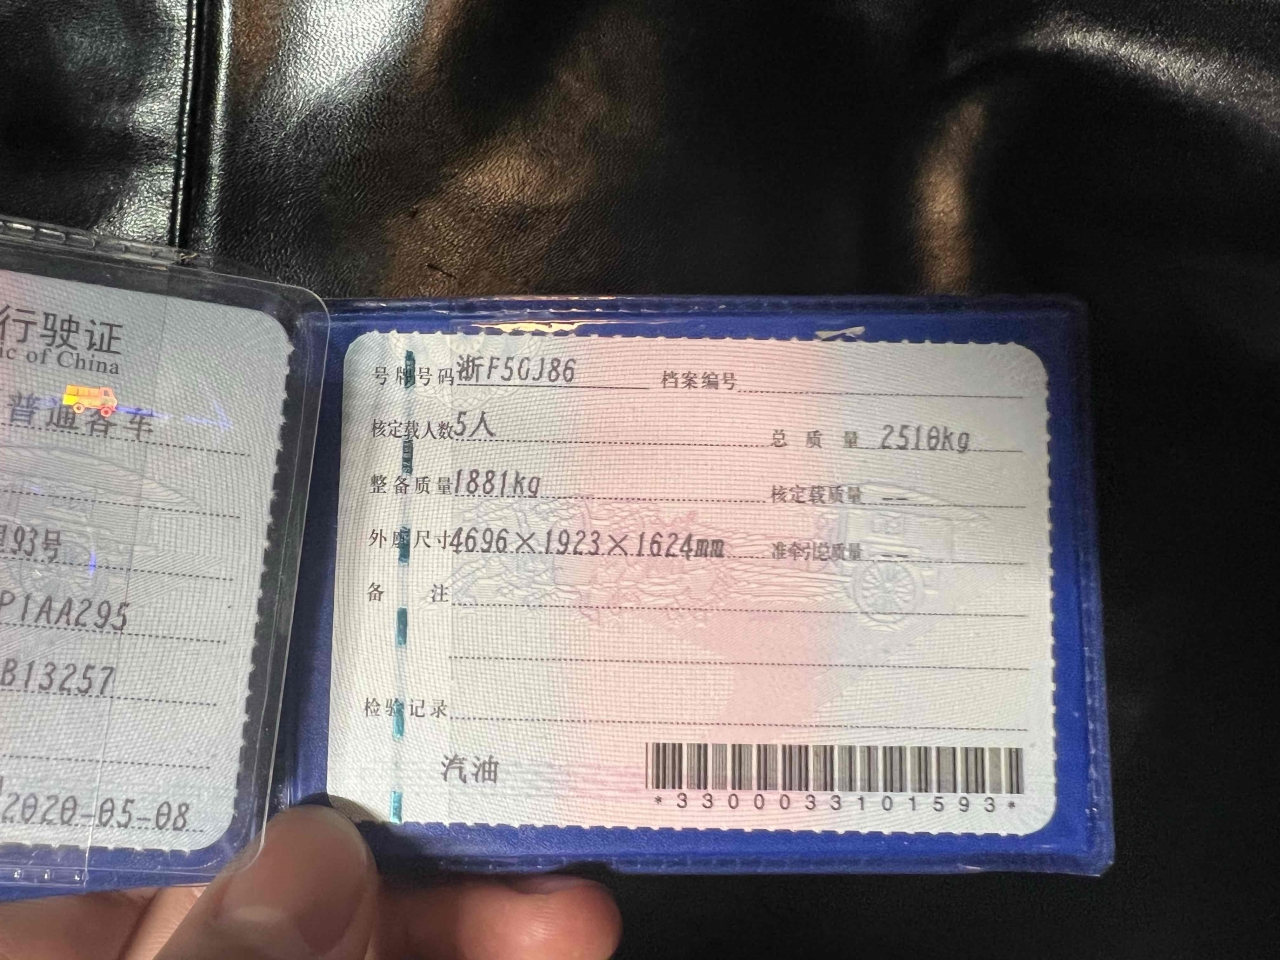 行驶证
ic of China
普通客车
93号
P1AA295
B13257
2020-05-08
号牌号码 浙F5GJ86 档案编号
核定载人数 5人 总质量 2510kg
整备质量 1881kg 核定载质量 --
外廓尺寸 4696×1923×1624mm 准牵引总质量 --
备注
检验记录
汽油
*3300033101593*